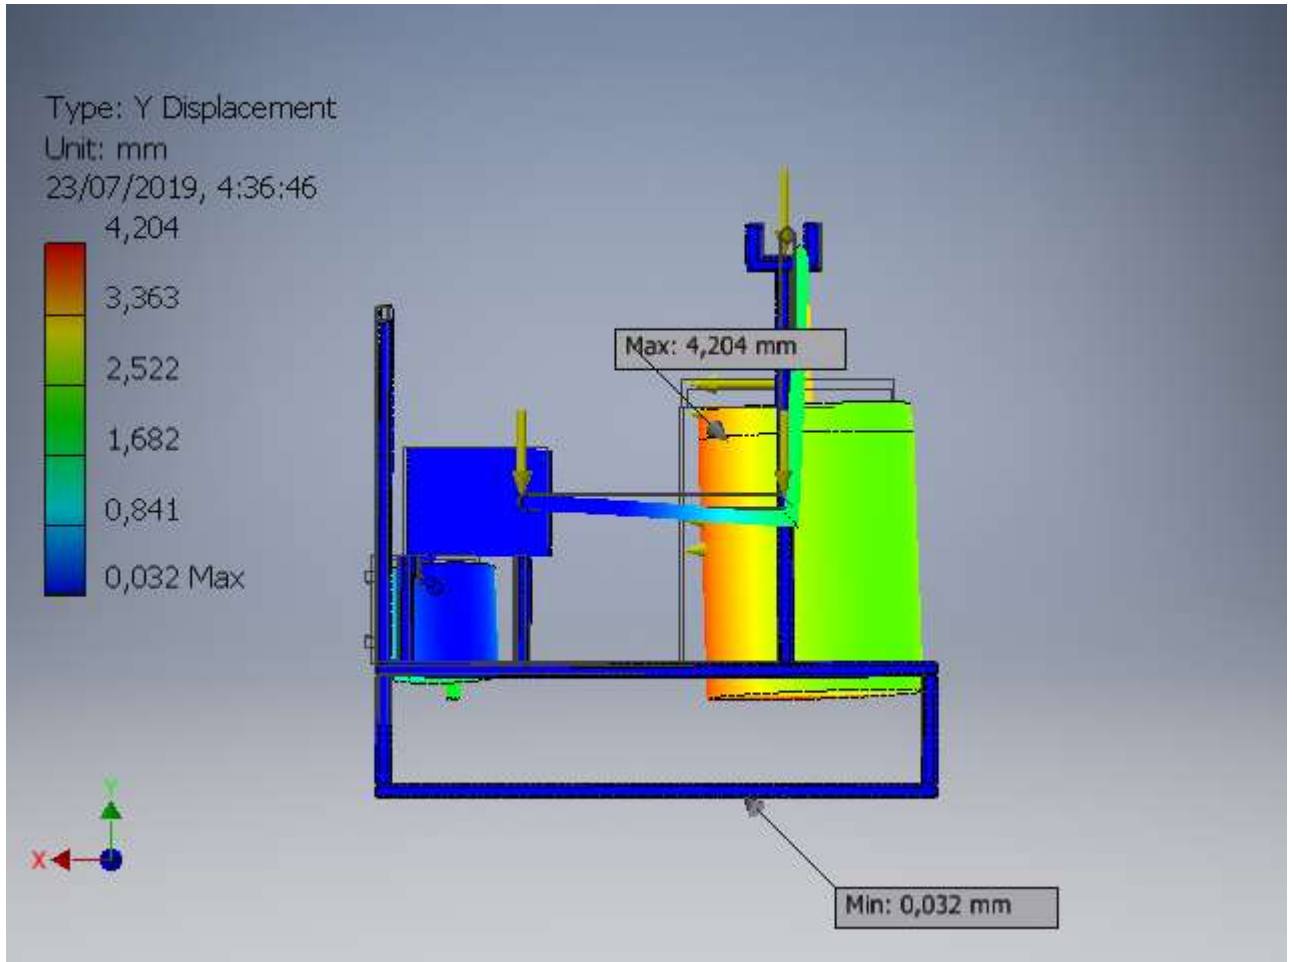 Type: Y Displacement
Unit: mm
23/07/2019, 4:36:46
4,204
3,363
2,522
1,682
0,841
0,032 Max
Max: 4,204 mm
Min: 0,032 mm
Y
X